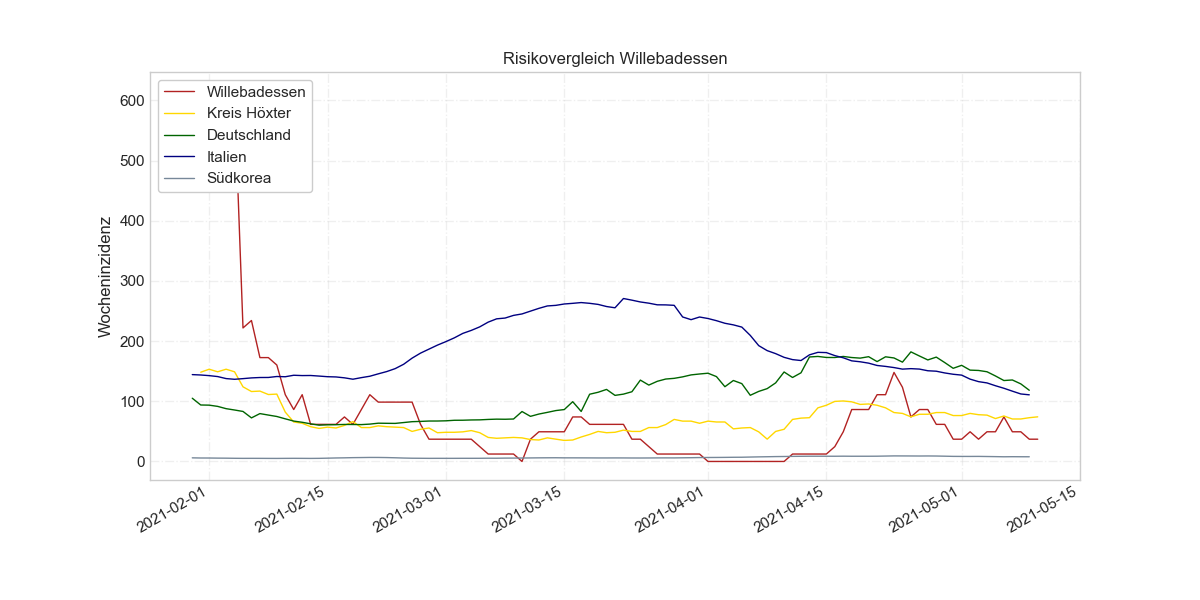 Risikovergleich Willebadessen
Willebadessen
Kreis Höxter
Deutschland
Italien
Südkorea
Wocheninzidenz
600
500
400
300
200
100
0
2021-02-01
2021-02-15
2021-03-01
2021-03-15
2021-04-01
2021-04-15
2021-05-01
2021-05-15